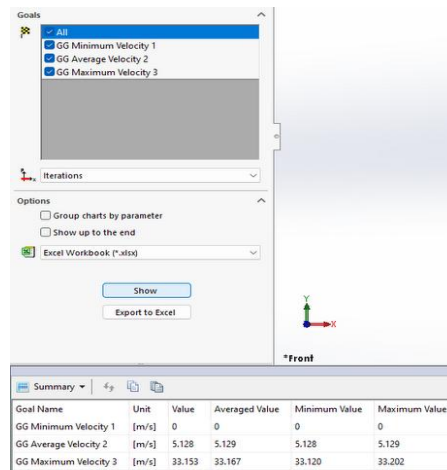 Goals
All
GG Minimum Velocity 1
GG Average Velocity 2
GG Maximum Velocity 3
Iterations
Options
Group charts by parameter
Show up to the end
Excel Workbook (*.xlsx)
Show
Export to Excel
Y
X
*Front
Summary
Goal Name Unit Value Averaged Value Minimum Value Maximum Value
GG Minimum Velocity 1 [m/s] 0 0 0 0
GG Average Velocity 2 [m/s] 5.128 5.129 5.128 5.129
GG Maximum Velocity 3 [m/s] 33.153 33.167 33.120 33.202